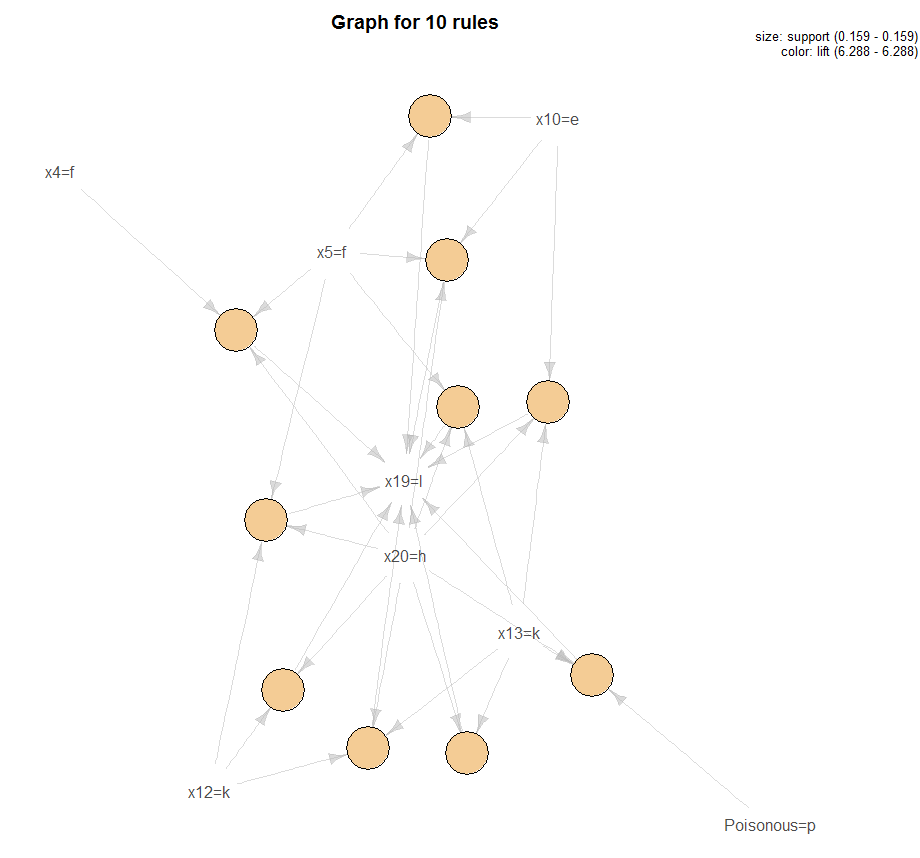 Graph for 10 rules
size: support (0.159 - 0.159)
color: lift (6.288 - 6.288)
x10=e
x4=f
x5=f
x19=l
x20=h
x13=k
x12=k
Poisonous=p